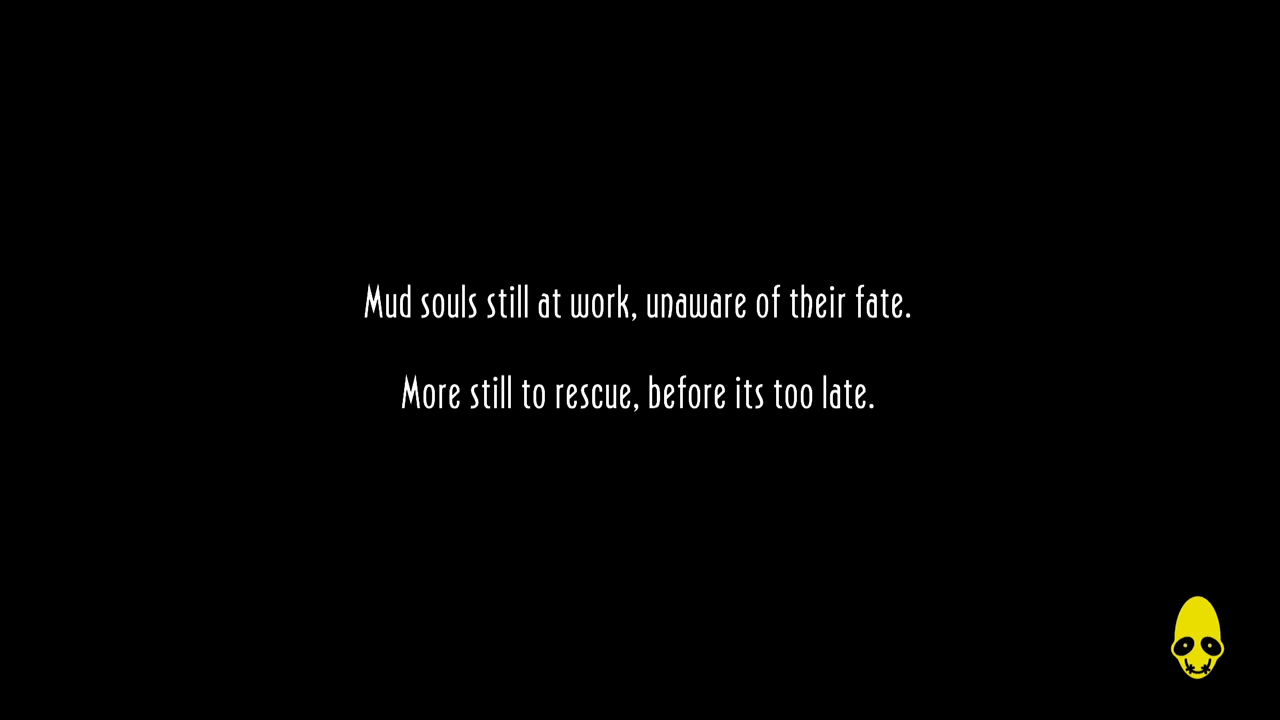 Mud souls still at work, unaware of their fate.
More still to rescue, before its too late.